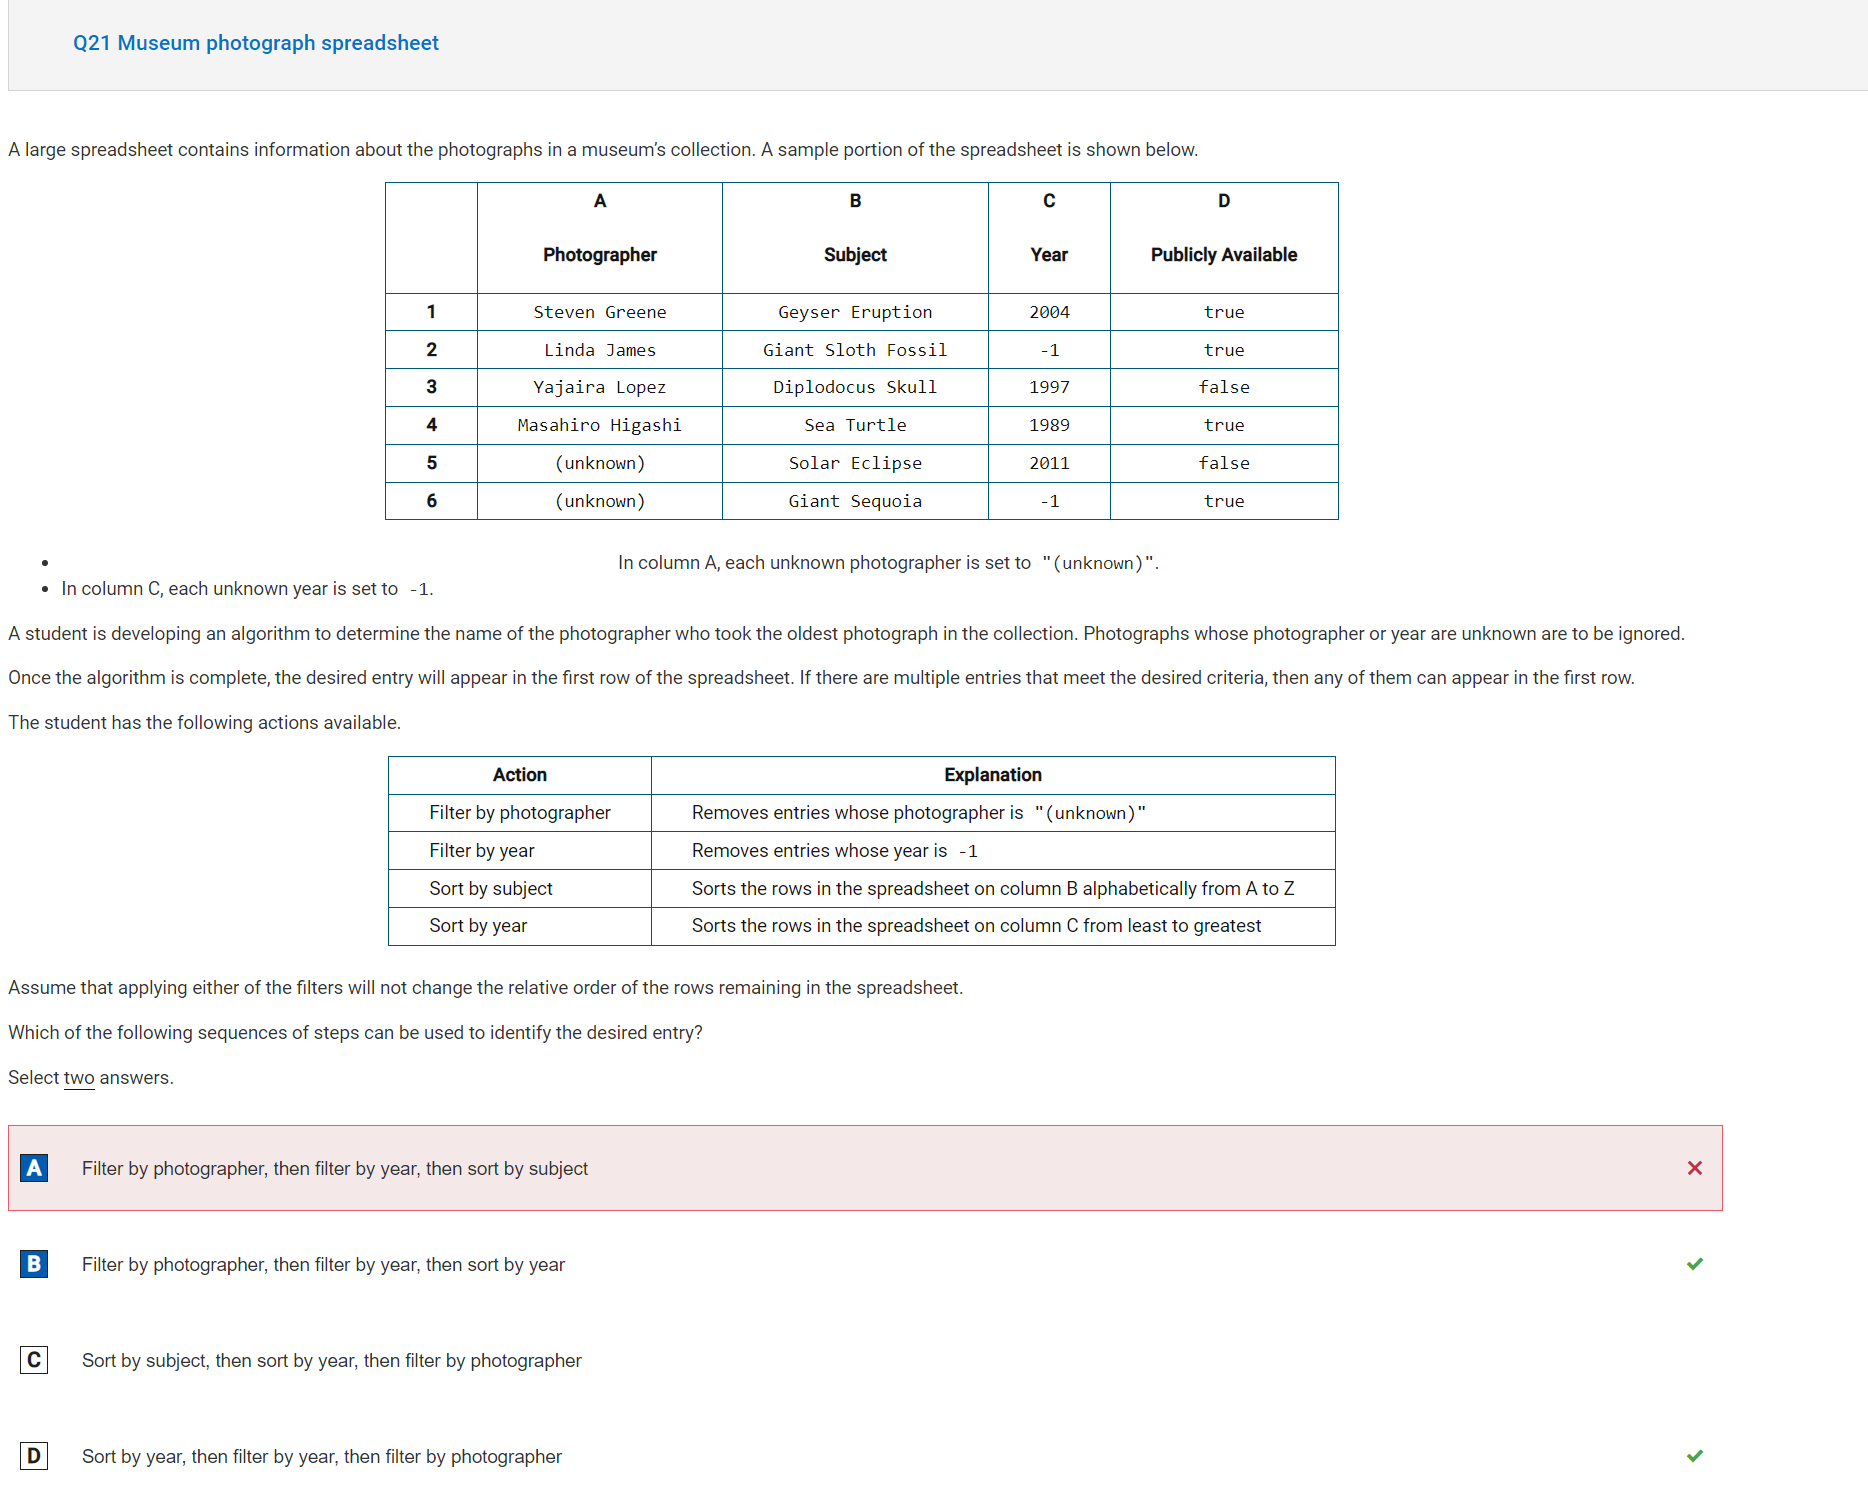 Q21 Museum photograph spreadsheet
A large spreadsheet contains information about the photographs in a museum's collection. A sample portion of the spreadsheet is shown below.
A B C D
Photographer Subject Year Publicly Available
1 Steven Greene Geyser Eruption 2004 true
2 Linda James Giant Sloth Fossil -1 true
3 Yajaira Lopez Diplodocus Skull 1997 false
4 Masahiro Higashi Sea Turtle 1989 true
5 (unknown) Solar Eclipse 2011 false
6 (unknown) Giant Sequoia -1 true
• In column A, each unknown photographer is set to "(unknown)".
• In column C, each unknown year is set to -1.
A student is developing an algorithm to determine the name of the photographer who took the oldest photograph in the collection. Photographs whose photographer or year are unknown are to be ignored.
Once the algorithm is complete, the desired entry will appear in the first row of the spreadsheet. If there are multiple entries that meet the desired criteria, then any of them can appear in the first row.
The student has the following actions available.
Action Explanation
Filter by photographer Removes entries whose photographer is "(unknown)"
Filter by year Removes entries whose year is -1
Sort by subject Sorts the rows in the spreadsheet on column B alphabetically from A to Z
Sort by year Sorts the rows in the spreadsheet on column C from least to greatest
Assume that applying either of the filters will not change the relative order of the rows remaining in the spreadsheet.
Which of the following sequences of steps can be used to identify the desired entry?
Select two answers.
A Filter by photographer, then filter by year, then sort by subject
B Filter by photographer, then filter by year, then sort by year
C Sort by subject, then sort by year, then filter by photographer
D Sort by year, then filter by year, then filter by photographer